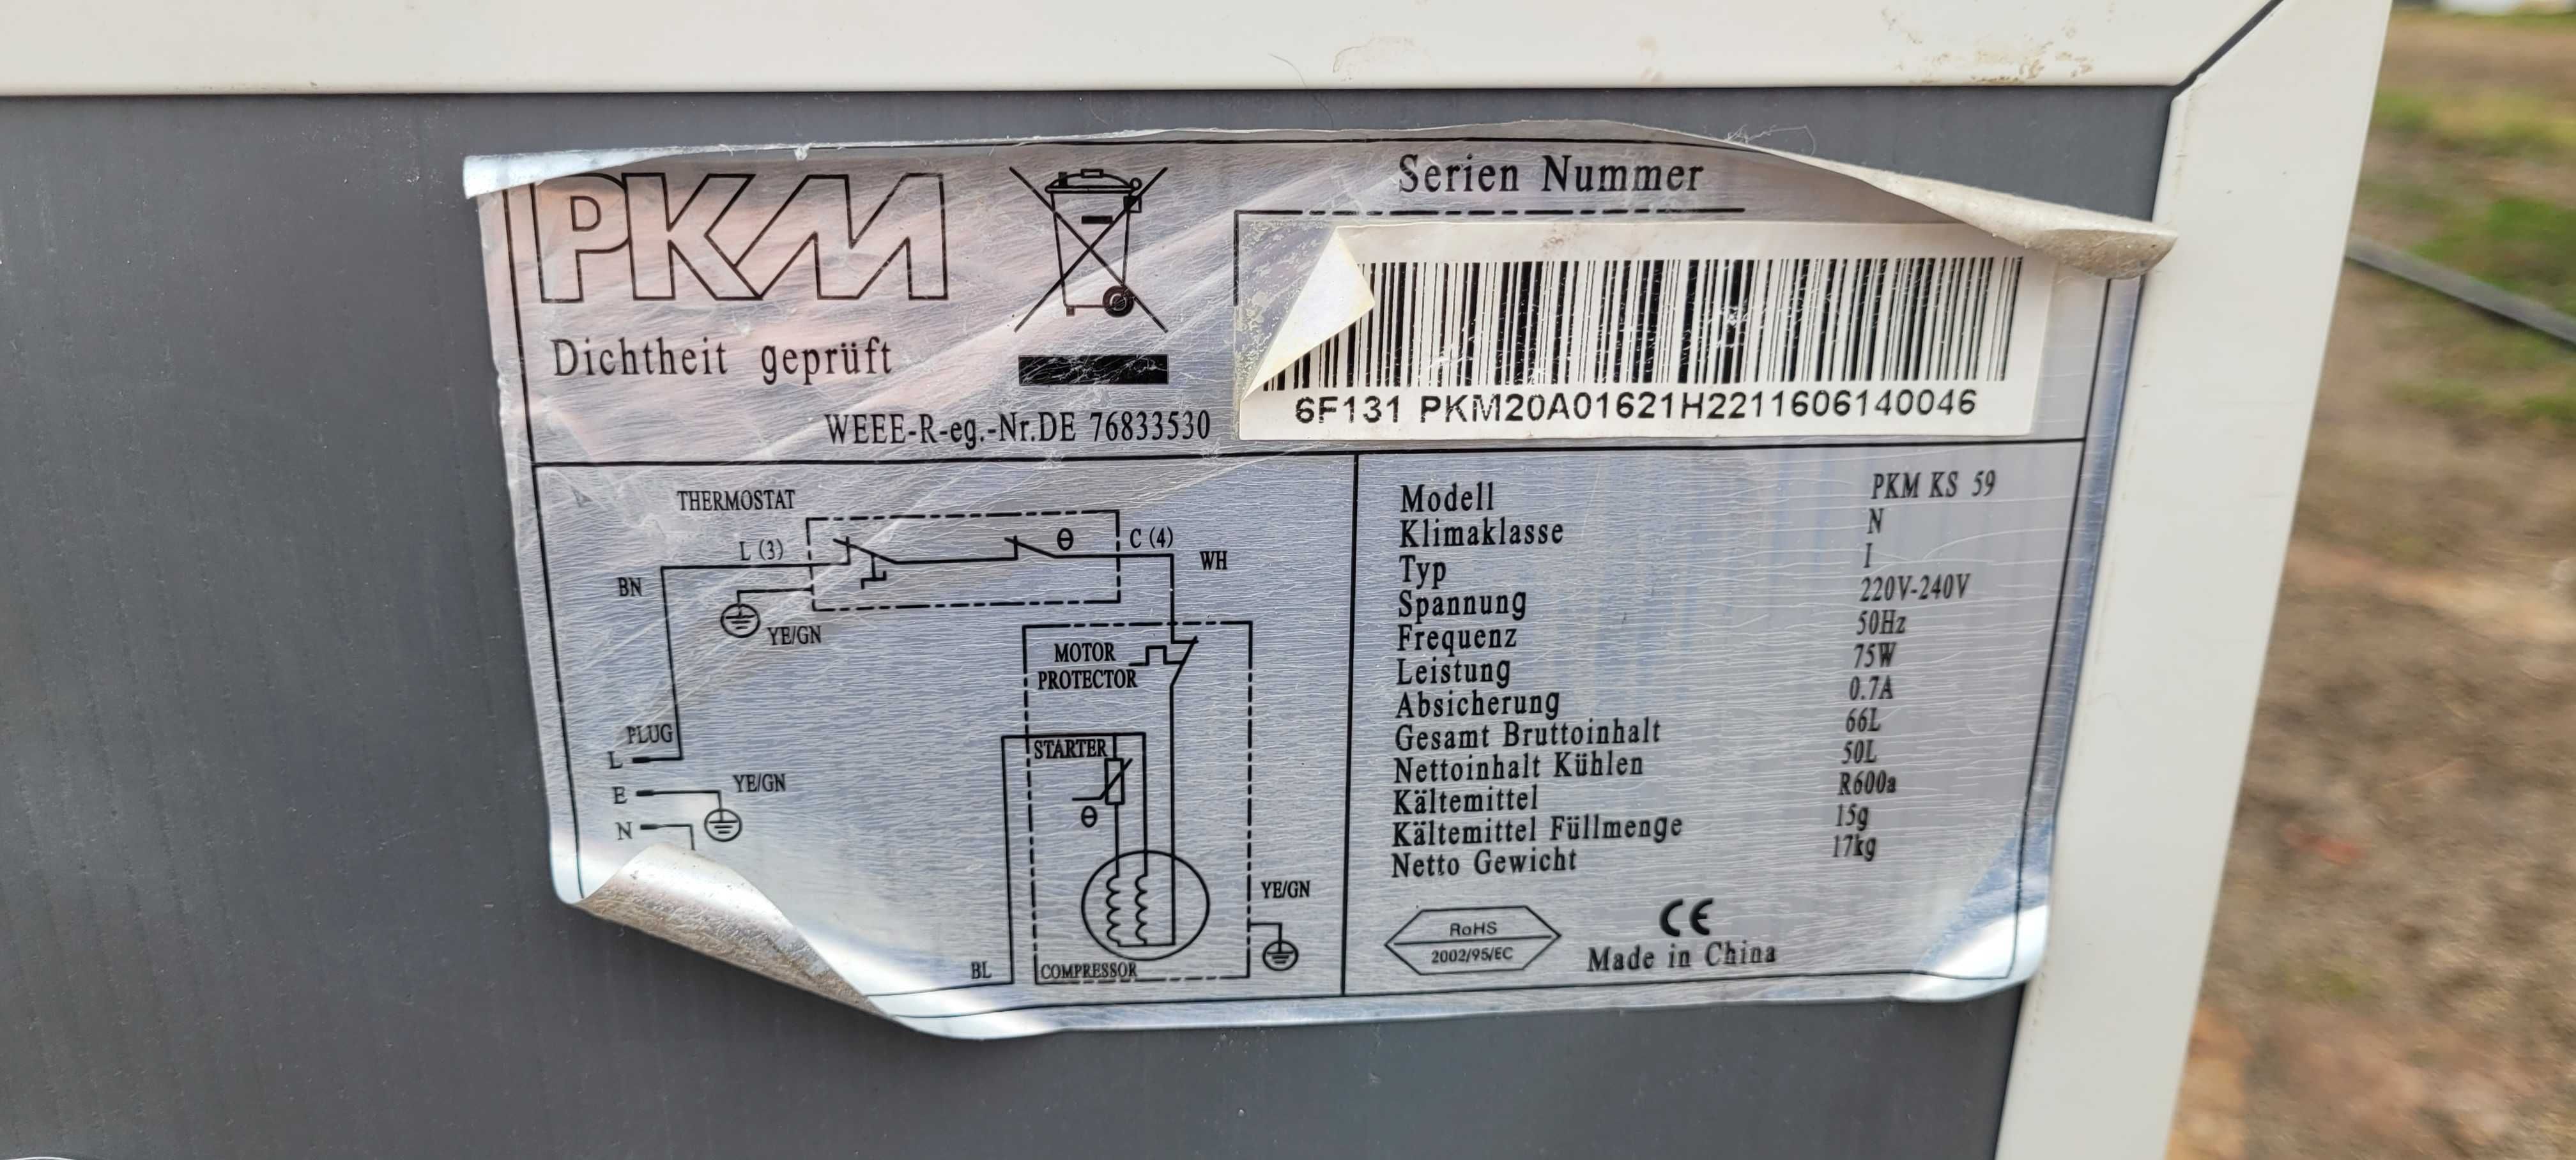 PKM
Serien Nummer
Dichtheit geprüft
WEEE-R-eg.-Nr.DE 76833530
6F131 PKM20A01621H2211606140046
THERMOSTAT
L (3)
θ
C (4)
BN
WH
YE/GN
MOTOR
PROTECTOR
PLUG
L
STARTER
E
YE/GN
N
θ
YE/GN
BL
COMPRESSOR
Modell PKM KS 59
Klimaklasse N
Typ I
Spannung 220V-240V
Frequenz 50Hz
Leistung 75W
Absicherung 0.7A
Gesamt Bruttoinhalt 66L
Nettoinhalt Kühlen 50L
Kältemittel R600a
Kältemittel Füllmenge 15g
Netto Gewicht 17kg
RoHS
2002/95/EC
CE
Made in China